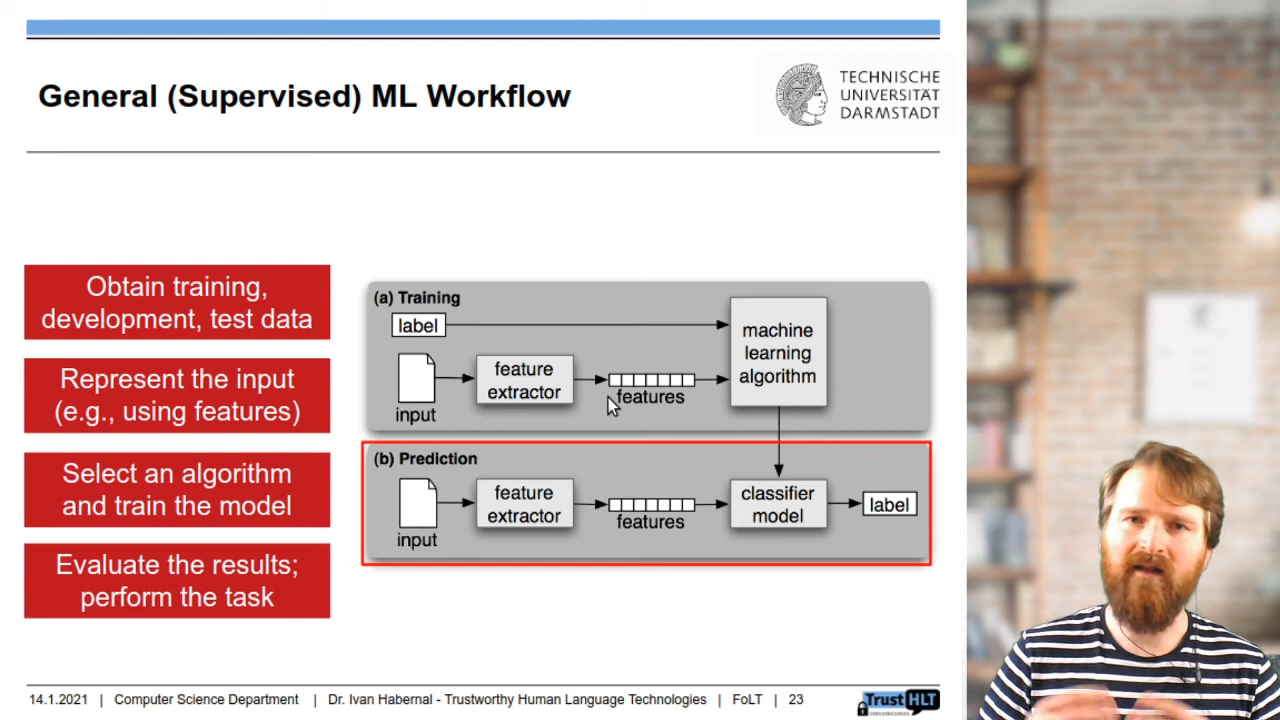 General (Supervised) ML Workflow
TECHNISCHE
UNIVERSITÄT
DARMSTADT
Obtain training,
development, test data
Represent the input
(e.g., using features)
Select an algorithm
and train the model
Evaluate the results;
perform the task
(a) Training
label
input
feature
extractor
features
machine
learning
algorithm
(b) Prediction
input
feature
extractor
features
classifier
model
label
14.1.2021 | Computer Science Department | Dr. Ivan Habernal - Trustworthy Human Language Technologies | FoLT | 23
TrustHLT